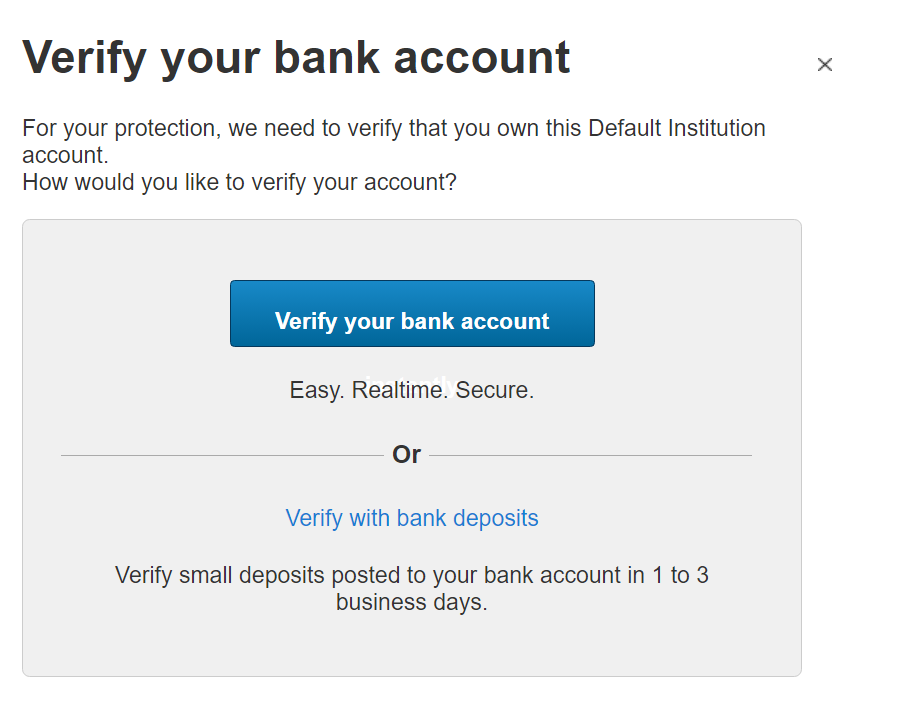 Verify your bank account
For your protection, we need to verify that you own this Default Institution
account.
How would you like to verify your account?
Verify your bank account
Easy. Realtime. Secure.
Or
Verify with bank deposits
Verify small deposits posted to your bank account in 1 to 3
business days.